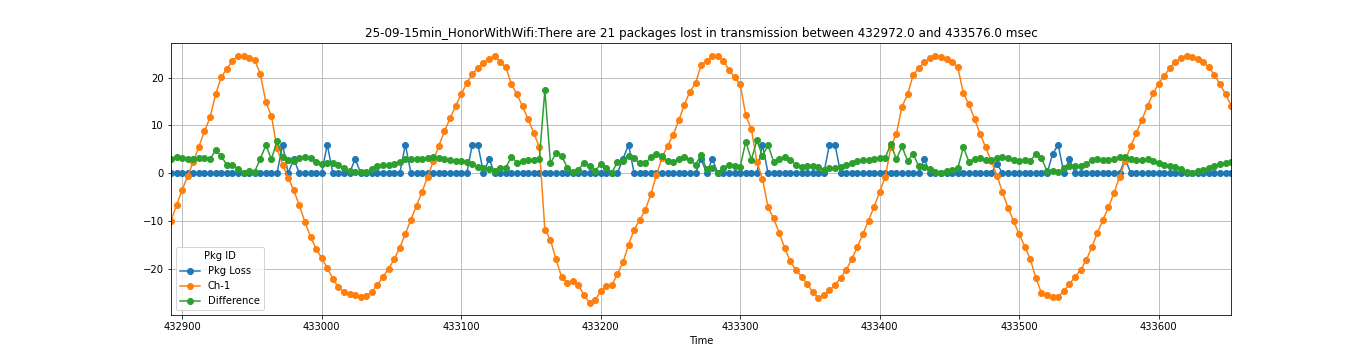 25-09-15min_HonorWithWifi:There are 21 packages lost in transmission between 432972.0 and 433576.0 msec
20
10
0
−10
−20
Pkg ID
Pkg Loss
Ch-1
Difference
432900 433000 433100 433200 433300 433400 433500 433600
Time